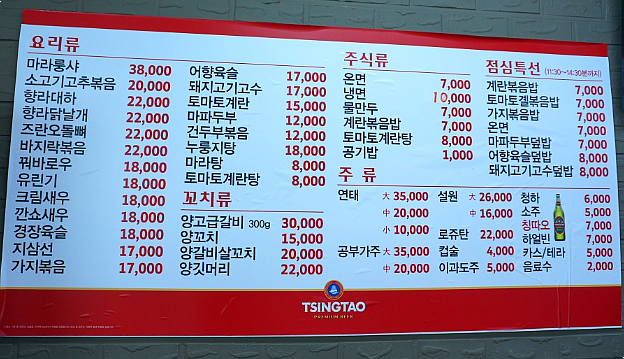 요리류
마라롱샤 38,000
소고기고추볶음 20,000
향라대하 22,000
향라닭날개 22,000
즈란오돌뼈 22,000
바지락볶음 22,000
꿔바로우 18,000
유린기 18,000
크림새우 18,000
깐쇼새우 18,000
경장육슬 18,000
지삼선 17,000
가지볶음 17,000
어향육슬 17,000
돼지고기고수 17,000
토마토계란 15,000
마파두부 12,000
건두부볶음 12,000
누룽지탕 18,000
마라탕 8,000
토마토계란탕 8,000
꼬치류
양고급갈비 300g 30,000
양꼬치 15,000
양갈비살꼬치 20,000
양깃머리 22,000
주식류
온면 7,000
냉면 10,000
물만두 7,000
계란볶음밥 7,000
토마토계란탕 8,000
공기밥 1,000
점심특선 (11:30~14:30분까지)
계란볶음밥 7,000
토마토계란볶음밥 7,000
가지볶음밥 7,000
온면 7,000
마파두부덮밥 8,000
어향육슬덮밥 8,000
돼지고기고수덮밥 8,000
주 류
연태 大 35,000
中 20,000
小 10,000
공부가주 大 35,000
中 20,000
설원 大 26,000
中 16,000
로쥬탄 22,000
컵술 4,000
이과도주 5,000
청하 6,000
소주 5,000
칭따오 7,000
하얼빈 7,000
카스/테라 5,000
음료수 2,000
TSINGTAO
PREMIUM BEER